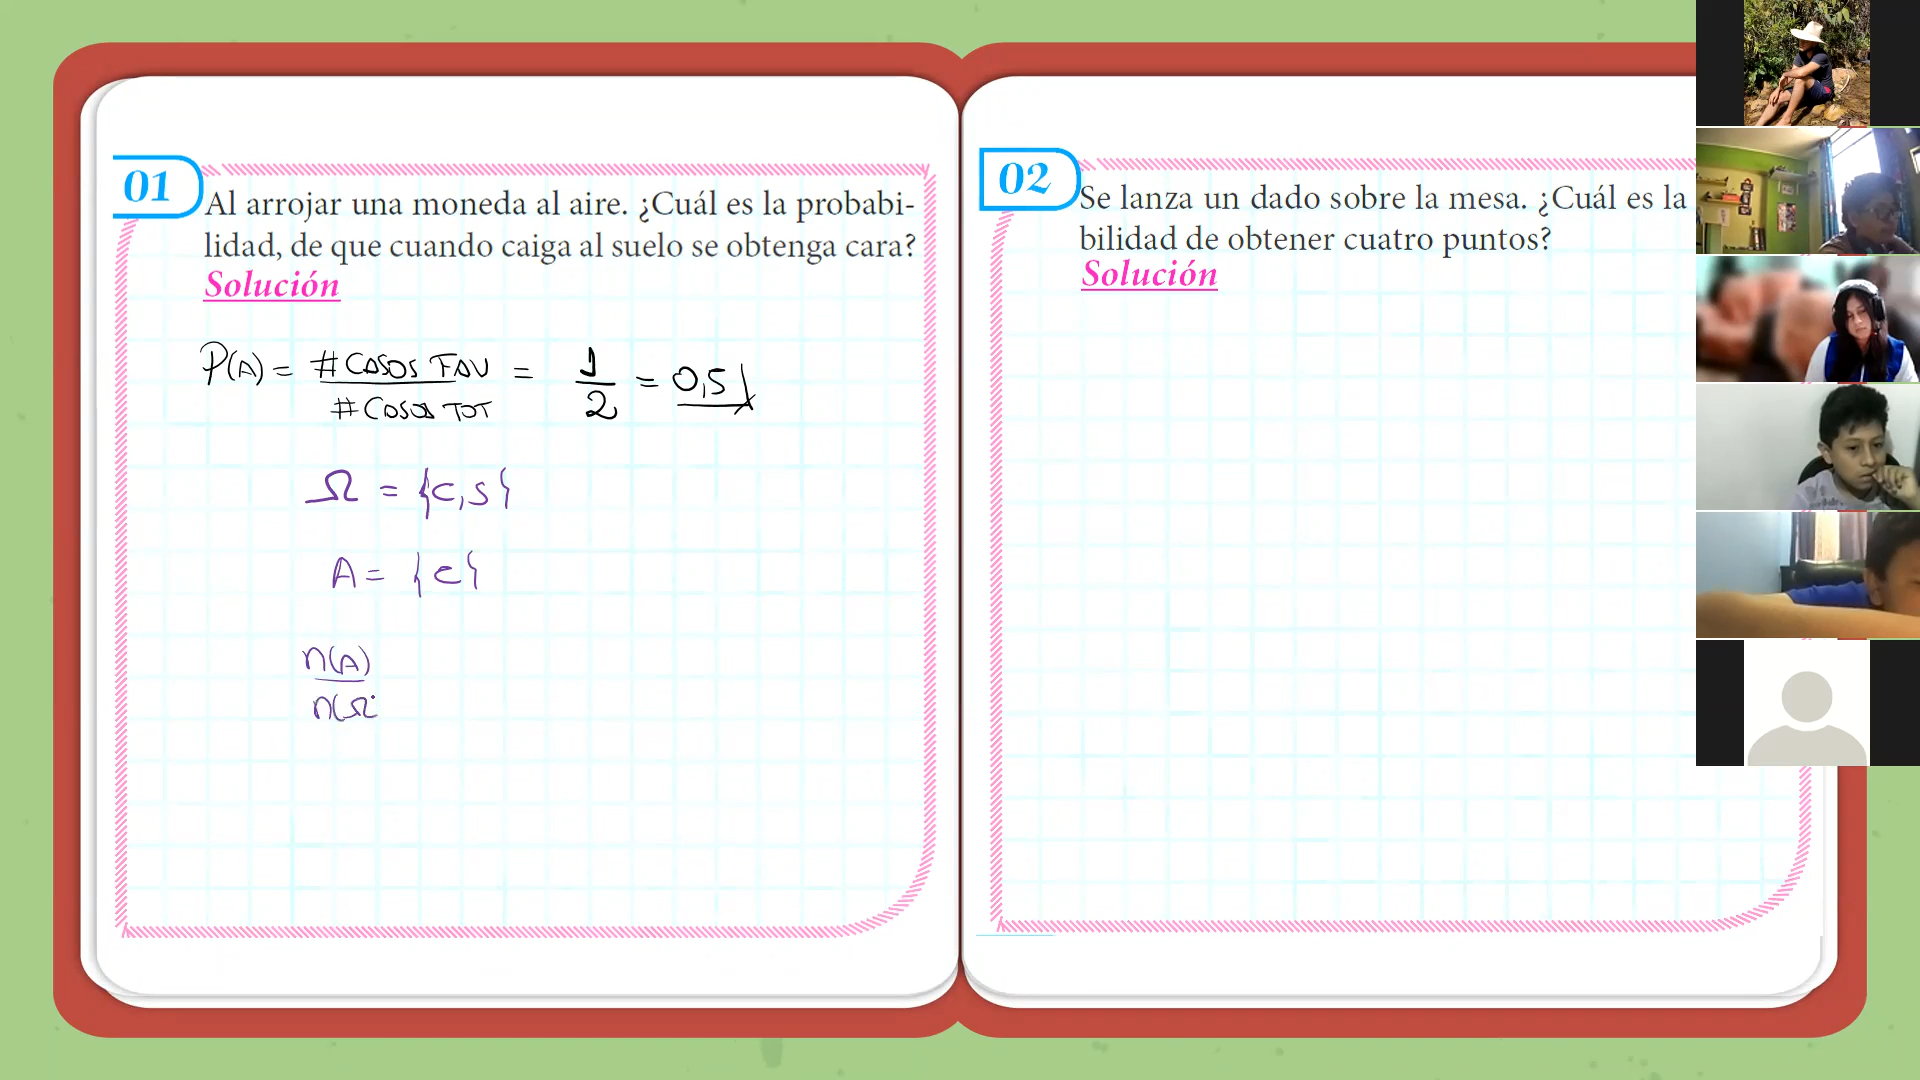 01
Al arrojar una moneda al aire. ¿Cuál es la probabi-
lidad, de que cuando caiga al suelo se obtenga cara?
Solución
P(A) = # CASOS FAV / # CASOS TOT = 1/2 = 0,5
Ω = {C, S}
A = {C}
n(A)
n(Ω
02
Se lanza un dado sobre la mesa. ¿Cuál es la
bilidad de obtener cuatro puntos?
Solución